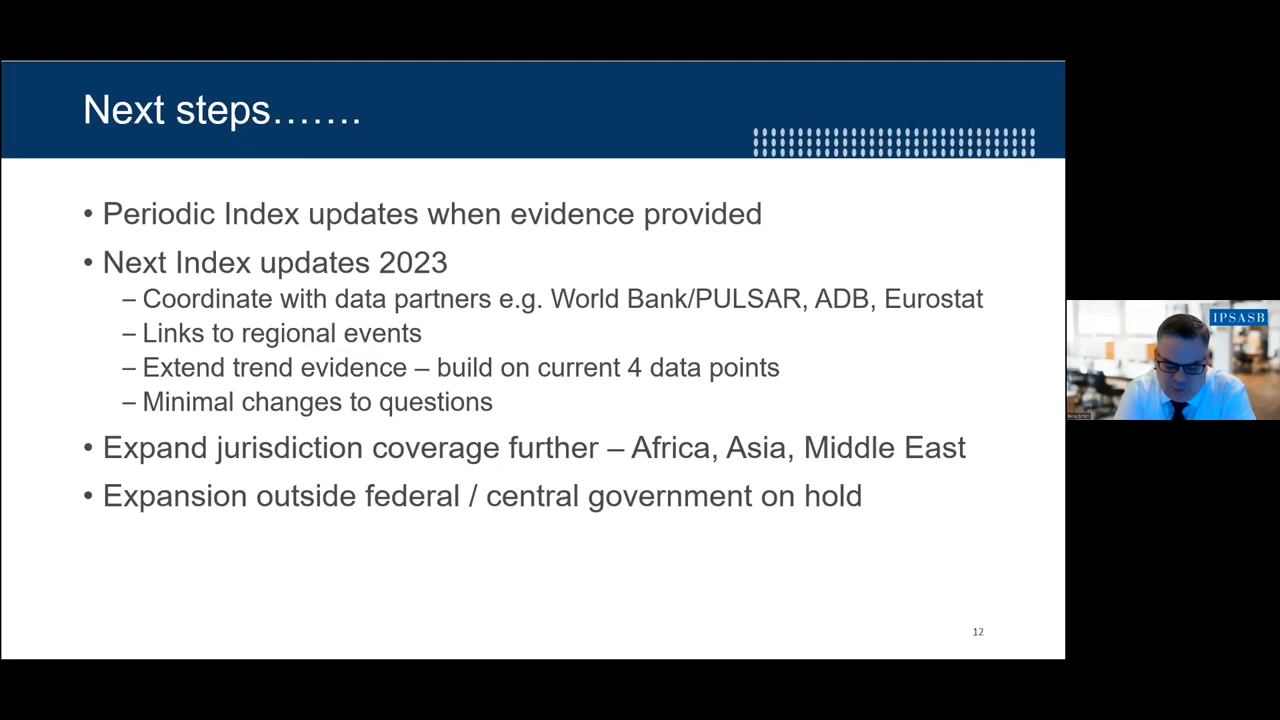 Next steps…….
• Periodic Index updates when evidence provided
• Next Index updates 2023
– Coordinate with data partners e.g. World Bank/PULSAR, ADB, Eurostat
– Links to regional events
– Extend trend evidence – build on current 4 data points
– Minimal changes to questions
• Expand jurisdiction coverage further – Africa, Asia, Middle East
• Expansion outside federal / central government on hold
12
IPSASB